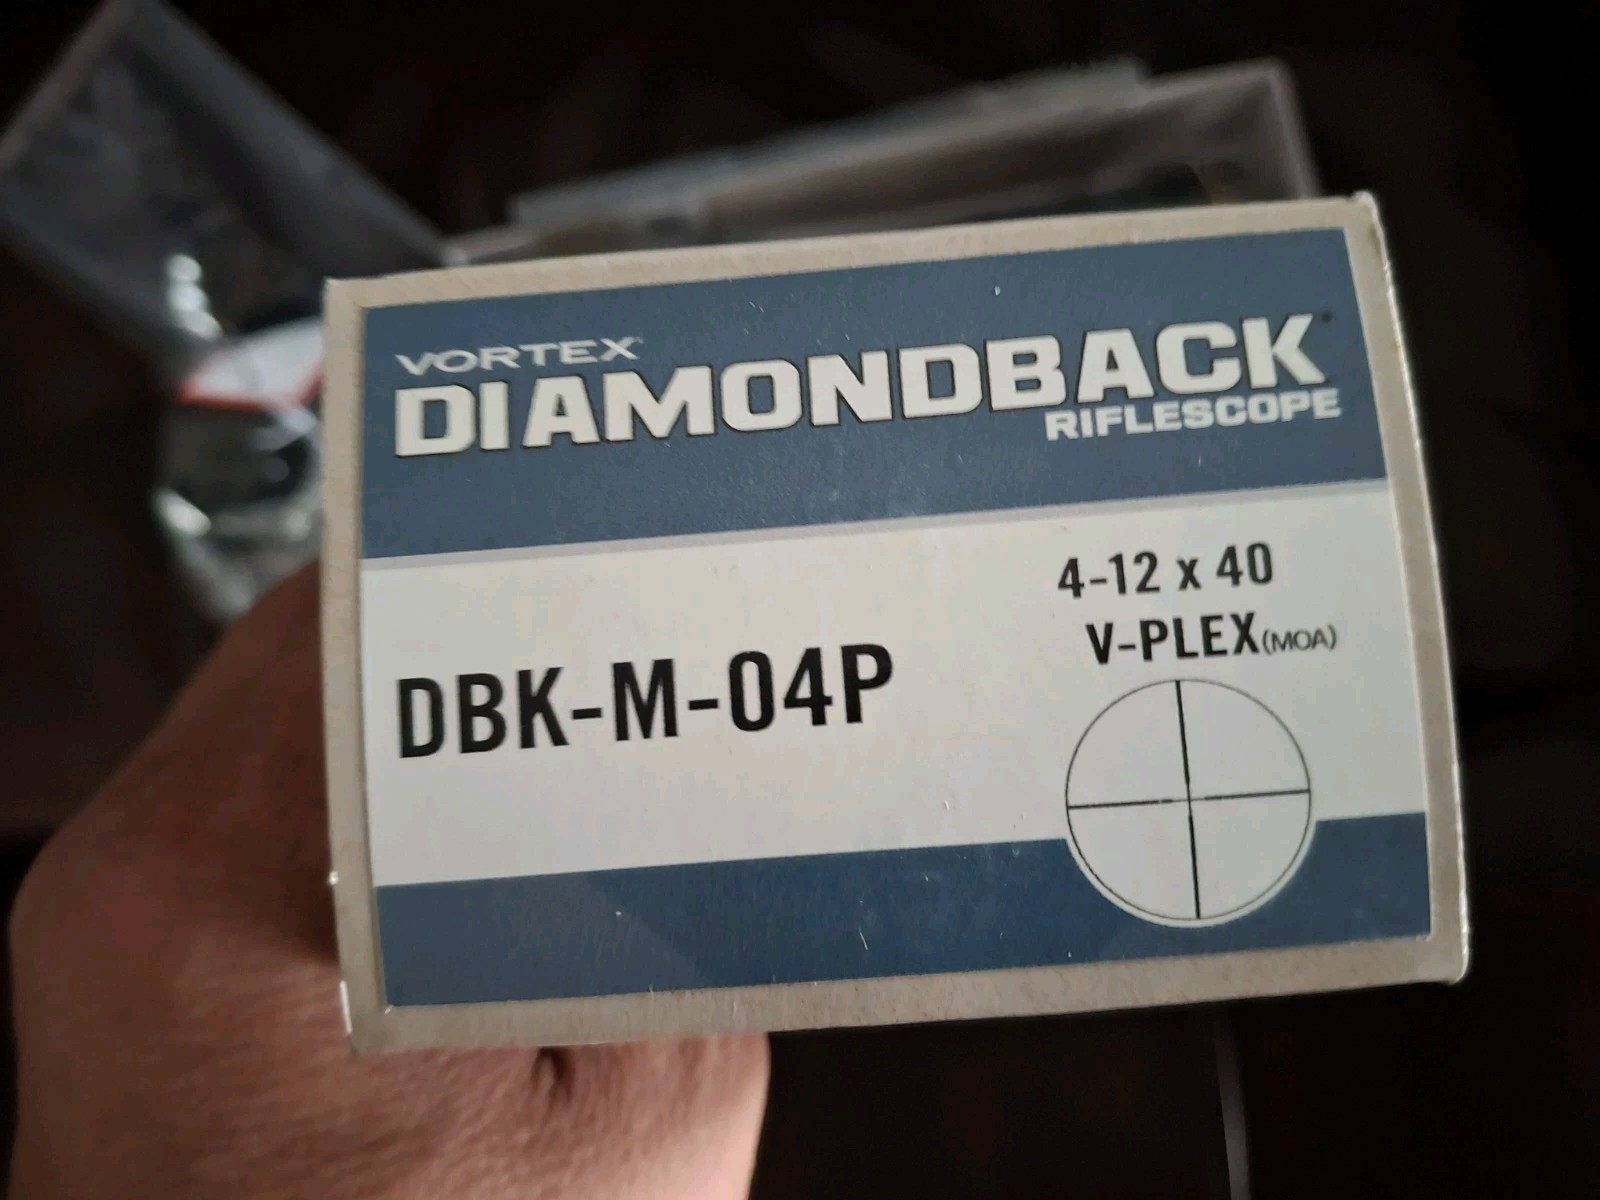 VORTEX
DIAMONDBACK
RIFLESCOPE
4-12 x 40
V-PLEX(MOA)
DBK-M-04P